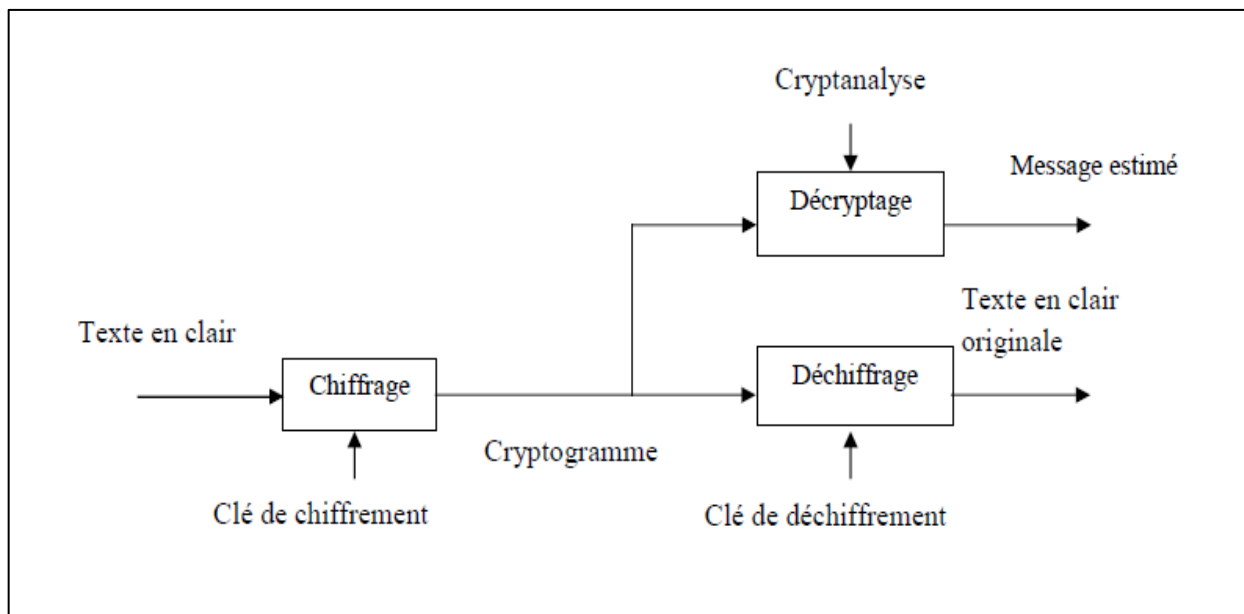 Cryptanalyse
Message estimé
Décryptage
Texte en clair
originale
Texte en clair
Chiffrage
Déchiffrage
Cryptogramme
Clé de chiffrement
Clé de déchiffrement